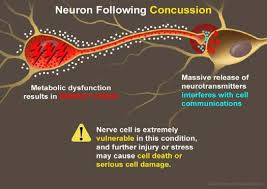 Neuron Following Concussion
Metabolic dysfunction
results in
Massive release of
neurotransmitters
interferes with cell
communications
Nerve cell is extremely
vulnerable in this condition,
and further injury or stress
may cause cell death or
serious cell damage.